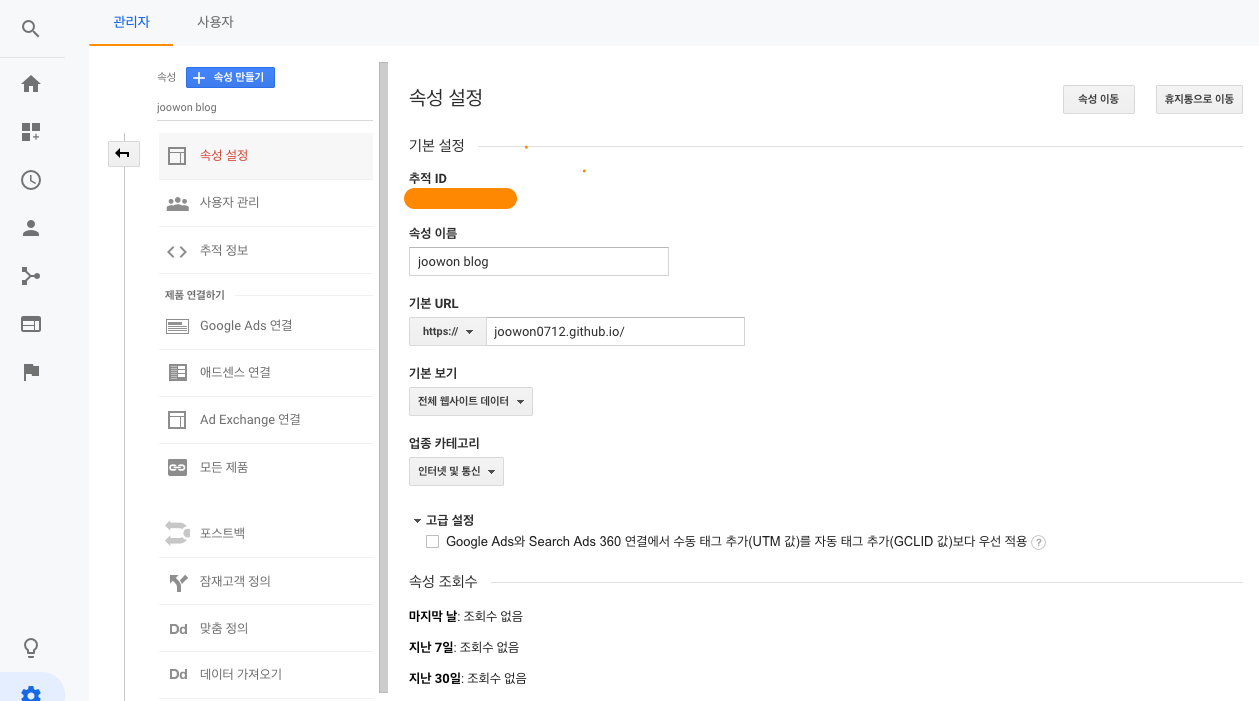 관리자
사용자
속성
속성 만들기
joowon blog
속성 설정
사용자 관리
추적 정보
제품 연결하기
Google Ads 연결
애드센스 연결
Ad Exchange 연결
모든 제품
포스트백
잠재고객 정의
Dd 맞춤 정의
Dd 데이터 가져오기
속성 설정
속성 이동
휴지통으로 이동
기본 설정
추적 ID
속성 이름
joowon blog
기본 URL
https:// joowon0712.github.io/
기본 보기
전체 웹사이트 데이터
업종 카테고리
인터넷 및 통신
고급 설정
Google Ads와 Search Ads 360 연결에서 수동 태그 추가(UTM 값)를 자동 태그 추가(GCLID 값)보다 우선 적용 ?
속성 조회수
마지막 날: 조회수 없음
지난 7일: 조회수 없음
지난 30일: 조회수 없음